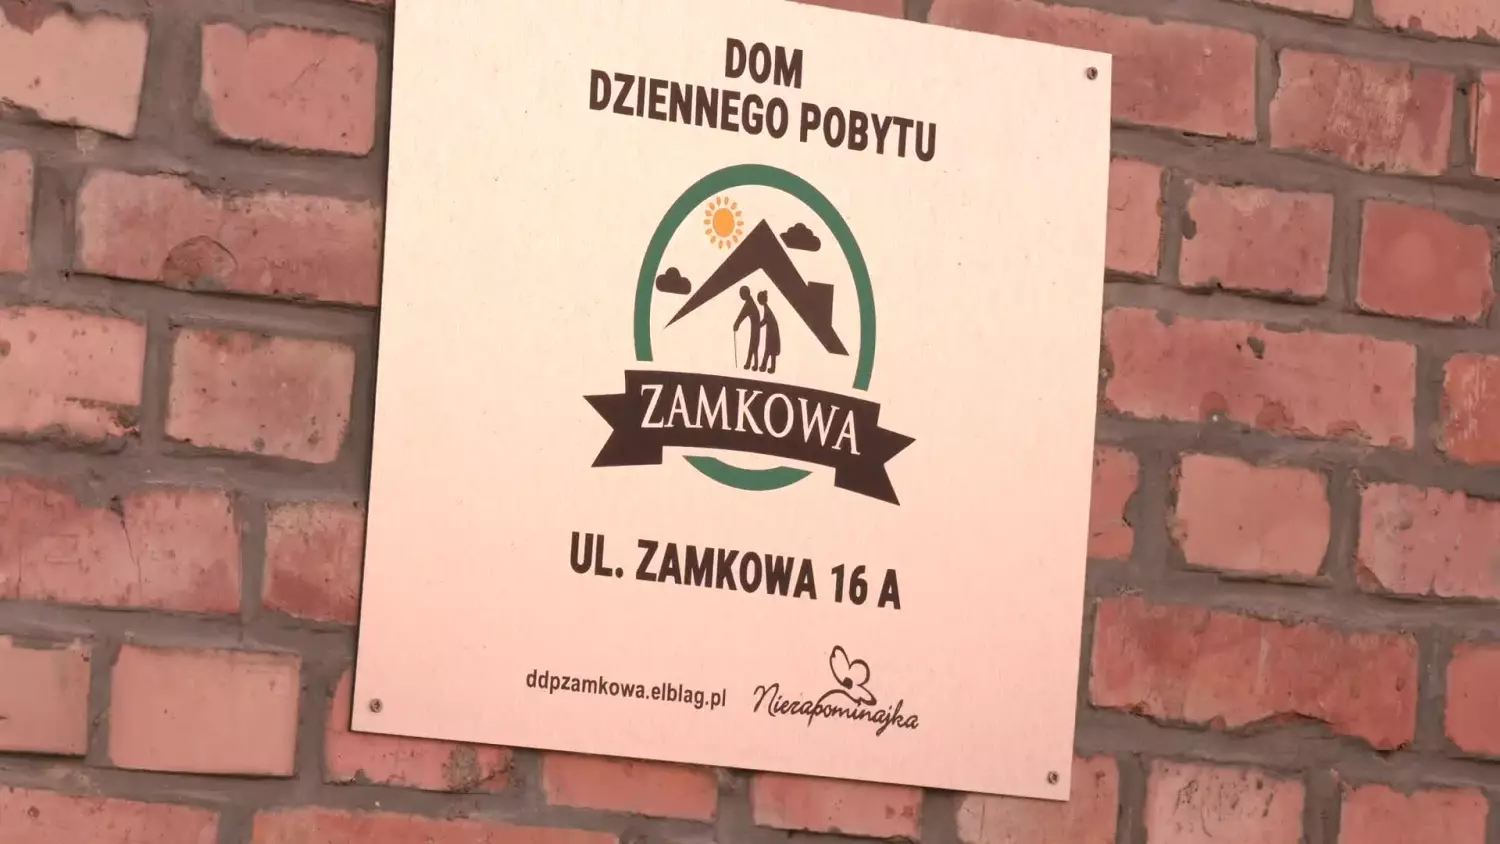 DOM
DZIENNEGO POBYTU
ZAMKOWA
UL. ZAMKOWA 16 A
ddpzamkowa.elblag.pl
Niezapominajka